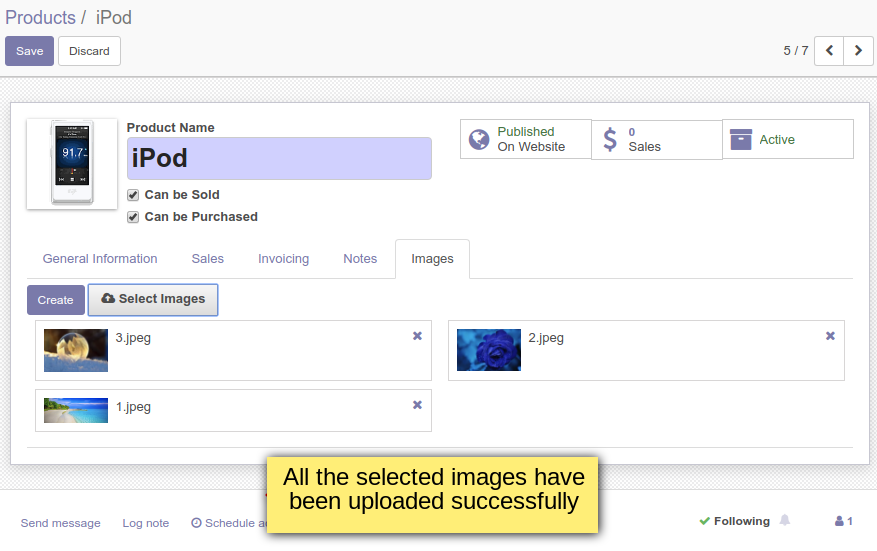 Products / iPod
Save
Discard
5 / 7
91.7
Product Name
iPod
Can be Sold
Can be Purchased
Published
On Website
0
Sales
Active
General Information
Sales
Invoicing
Notes
Images
Create
Select Images
3.jpeg
2.jpeg
1.jpeg
All the selected images have
been uploaded successfully
Send message
Log note
Schedule
Following
1